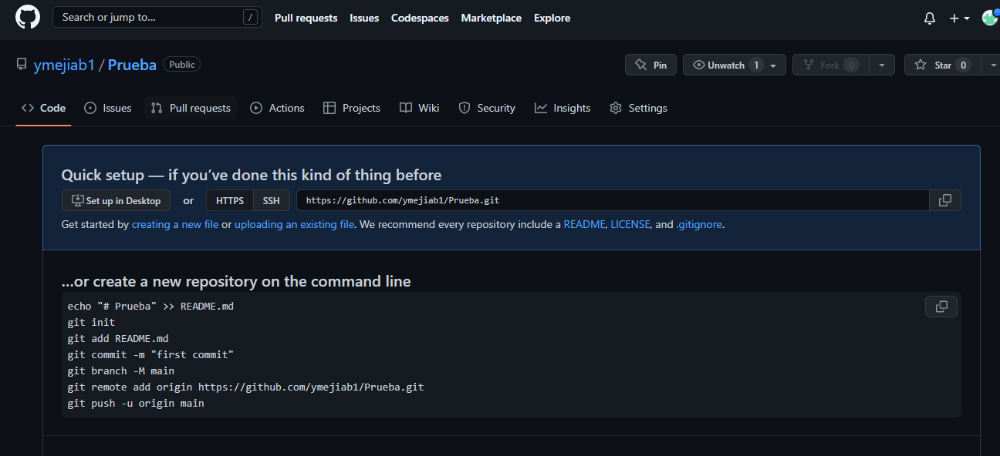 Search or jump to... /
Pull requests Issues Codespaces Marketplace Explore
ymejiab1 / Prueba Public
Pin Unwatch 1 Fork 0 Star 0
Code Issues Pull requests Actions Projects Wiki Security Insights Settings
Quick setup — if you’ve done this kind of thing before
Set up in Desktop or HTTPS SSH https://github.com/ymejiab1/Prueba.git
Get started by creating a new file or uploading an existing file. We recommend every repository include a README, LICENSE, and .gitignore.
...or create a new repository on the command line
echo "# Prueba" >> README.md
git init
git add README.md
git commit -m "first commit"
git branch -M main
git remote add origin https://github.com/ymejiab1/Prueba.git
git push -u origin main